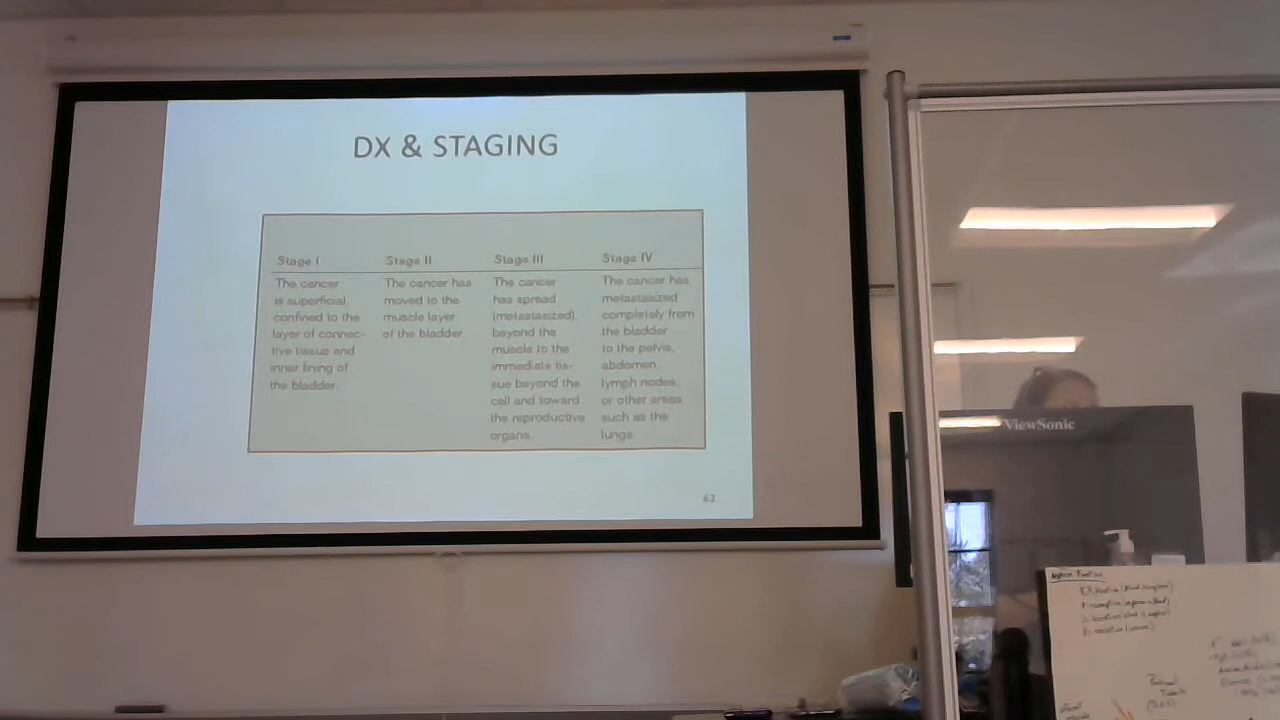 DX & STAGING
Stage I
The cancer
is superficial,
confined to the
layer of connec-
tive tissue and
inner lining of
the bladder.
Stage II
The cancer has
moved to the
muscle layer
of the bladder.
Stage III
The cancer
has spread
(metastasized)
beyond the
muscle to the
immediate tis-
sue beyond the
cell and toward
the reproductive
organs.
Stage IV
The cancer has
metastasized
completely from
the bladder
to the pelvis,
abdomen,
lymph nodes,
or other areas
such as the
lungs.
62
ViewSonic